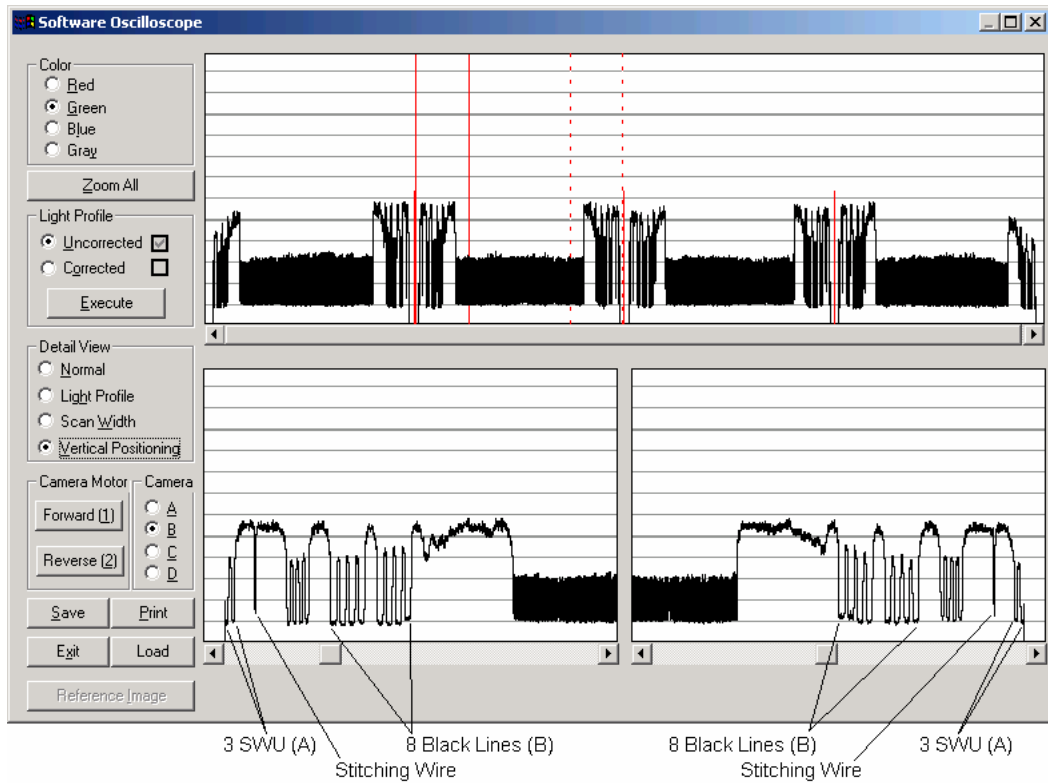 Software Oscilloscope
Color
Red
Green
Blue
Gray
Zoom All
Light Profile
Uncorrected
Corrected
Execute
Detail View
Normal
Light Profile
Scan Width
Vertical Positioning
Camera Motor
Forward (1)
Reverse (2)
Camera
A
B
C
D
Save
Print
Exit
Load
Reference Image
3 SWU (A)
8 Black Lines (B)
8 Black Lines (B)
3 SWU (A)
Stitching Wire
Stitching Wire